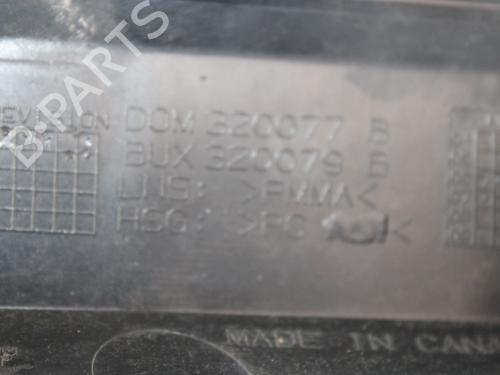 B-PARTS
REVISION DOM 320077 B
BUX 320079 B
LNS: >PMMA<
HSG: >PC
MADE IN CANA